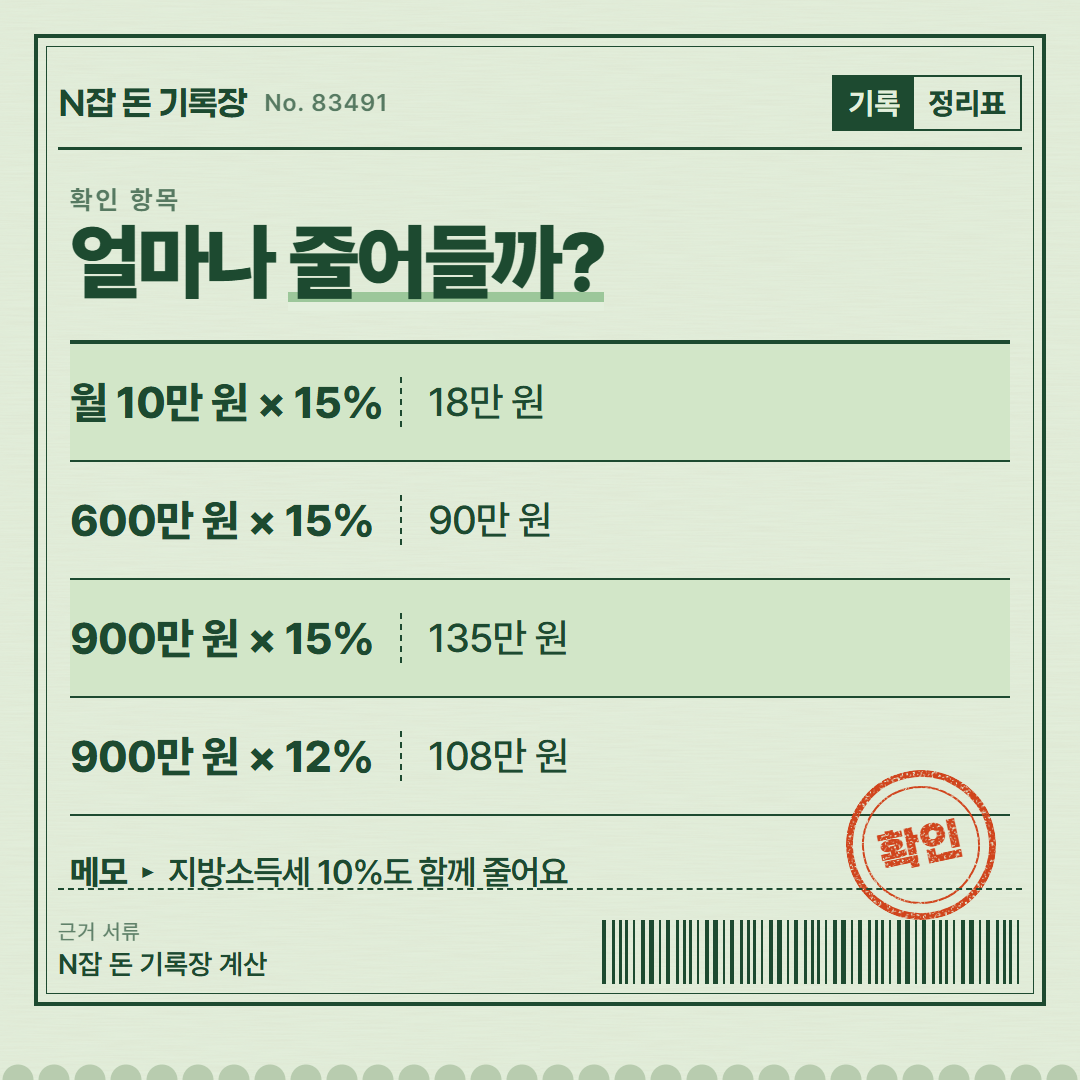 N잡 돈 기록장 No. 83491
기록 정리표
확인 항목
얼마나 줄어들까?
월 10만 원 × 15% 18만 원
600만 원 × 15% 90만 원
900만 원 × 15% 135만 원
900만 원 × 12% 108만 원
확인
메모 ▸ 지방소득세 10%도 함께 줄어요
근거 서류
N잡 돈 기록장 계산